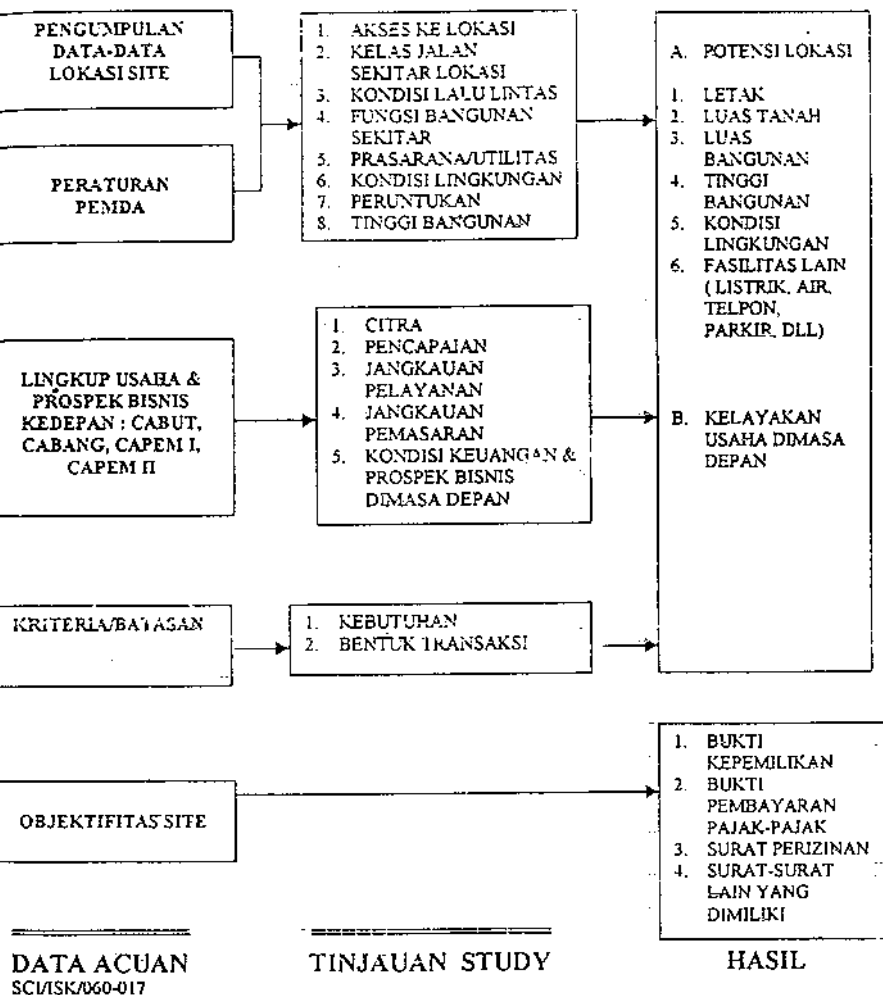 PENGUMPULAN
DATA-DATA
LOKASI SITE
PERATURAN
PEMDA
1. AKSES KE LOKASI
2. KELAS JALAN
SEKITAR LOKASI
3. KONDISI LALU LINTAS
4. FUNGSI BANGUNAN
SEKITAR
5. PRASARANA/UTILITAS
6. KONDISI LINGKUNGAN
7. PERUNTUKAN
8. TINGGI BANGUNAN
A. POTENSI LOKASI
1. LETAK
2. LUAS TANAH
3. LUAS
BANGUNAN
4. TINGGI
BANGUNAN
5. KONDISI
LINGKUNGAN
6. FASILITAS LAIN
( LISTRIK, AIR,
TELPON,
PARKIR, DLL)
B. KELAYAKAN
USAHA DIMASA
DEPAN
LINGKUP USAHA &
PROSPEK BISNIS
KEDEPAN : CABUT,
CABANG, CAPEM I,
CAPEM II
1. CITRA
2. PENCAPAIAN
3. JANGKAUAN
PELAYANAN
4. JANGKAUAN
PEMASARAN
5. KONDISI KEUANGAN &
PROSPEK BISNIS
DIMASA DEPAN
KRITERIA/BATASAN
1. KEBUTUHAN
2. BENTUK TRANSAKSI
OBJEKTIFITAS SITE
1. BUKTI
KEPEMILIKAN
2. BUKTI
PEMBAYARAN
PAJAK-PAJAK
3. SURAT PERIZINAN
4. SURAT-SURAT
LAIN YANG
DIMILIKI
DATA ACUAN
TINJAUAN STUDY
HASIL
SCI/ISK/060-017